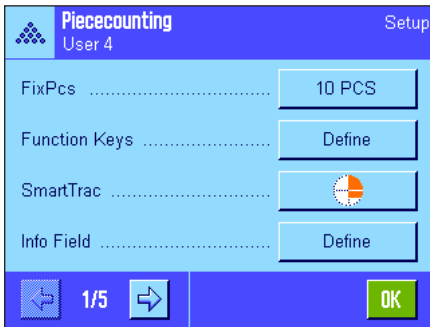 Piececounting Setup
User 4
FixPcs ................................ 10 PCS
Function Keys ....................... Define
SmartTrac ............................
Info Field .............................. Define
1/5 OK